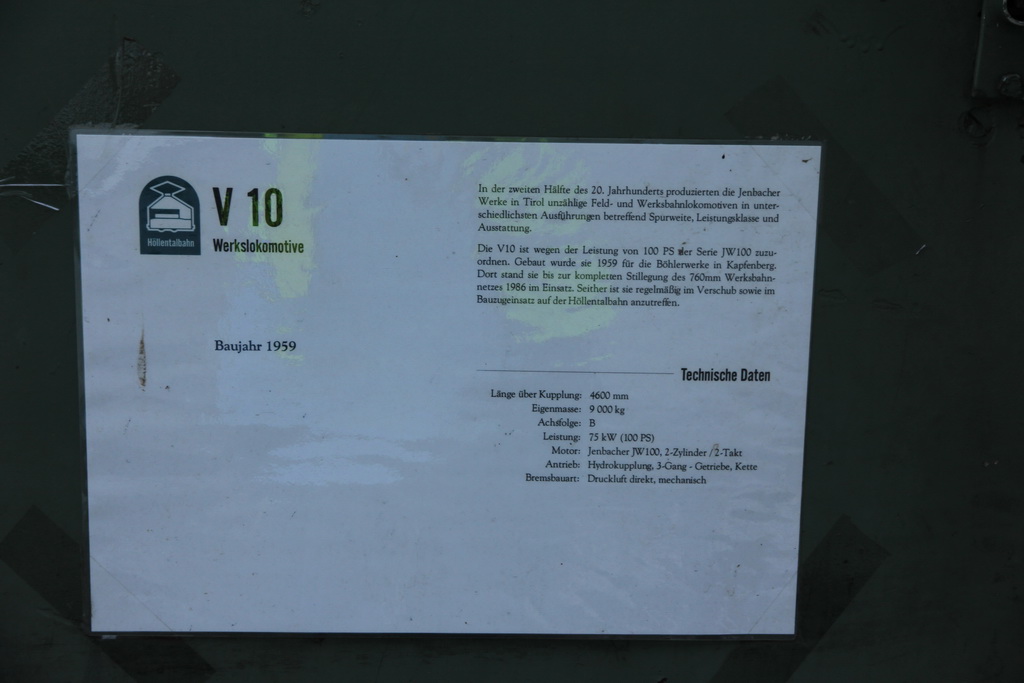 Höllentalbahn
V 10
Werkslokomotive
Baujahr 1959
In der zweiten Hälfte des 20. Jahrhunderts produzierten die Jenbacher
Werke in Tirol unzählige Feld- und Werksbahnlokomotiven in unter-
schiedlichsten Ausführungen betreffend Spurweite, Leistungsklasse und
Ausstattung.
Die V10 ist wegen der Leistung von 100 PS der Serie JW100 zuzu-
ordnen. Gebaut wurde sie 1959 für die Böhlerwerke in Kapfenberg.
Dort stand sie bis zur kompletten Stillegung des 760mm Werksbahn-
netzes 1986 im Einsatz. Seither ist sie regelmäßig im Verschub sowie im
Bauzugeinsatz auf der Höllentalbahn anzutreffen.
Technische Daten
Länge über Kupplung: 4600 mm
Eigenmasse: 9 000 kg
Achsfolge: B
Leistung: 75 kW (100 PS)
Motor: Jenbacher JW100, 2-Zylinder / 2-Takt
Antrieb: Hydrokupplung, 3-Gang - Getriebe, Kette
Bremsbauart: Druckluft direkt, mechanisch